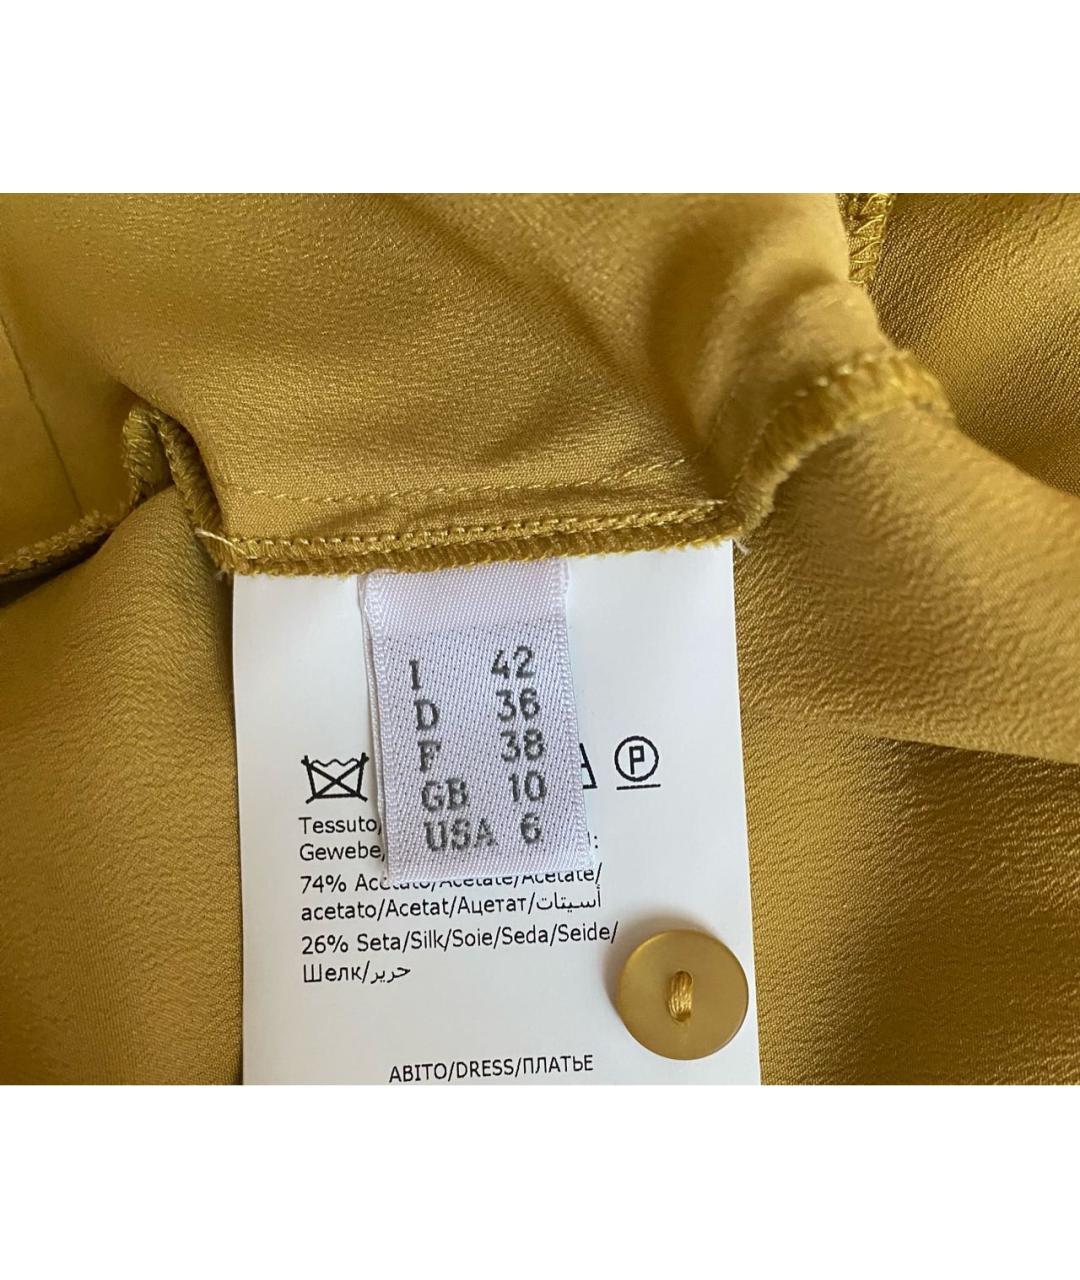 I 42
D 36
F 38
GB 10
USA 6
P
Tessuto/
Gewebe/ :
74% Acetato/Acetate/Acétate/
acetato/Acetat/Ацетат/أسيتات
26% Seta/Silk/Soie/Seda/Seide/
Шелк/حرير
ABITO/DRESS/ПЛАТЬЕ